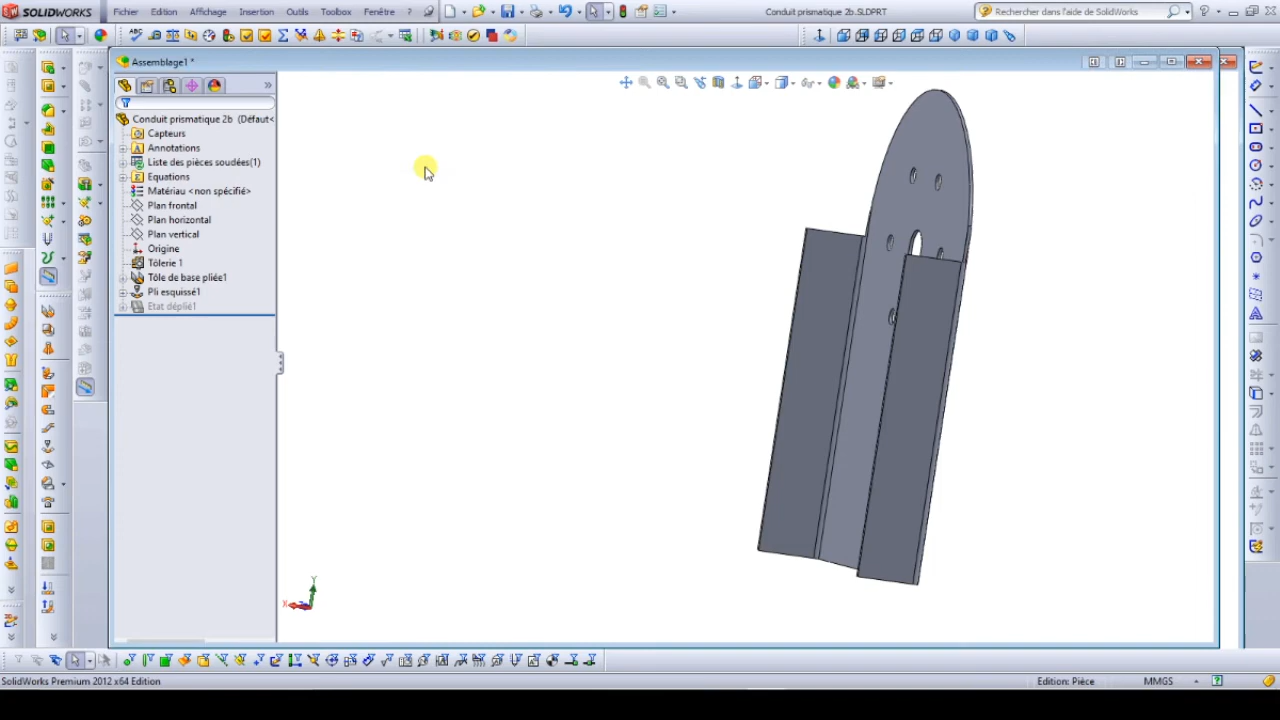 SOLIDWORKS
Fichier Edition Affichage Insertion Outils Toolbox Fenêtre ?
Conduit prismatique 2b.SLDPRT
Rechercher dans l'aide de SolidWorks
Assemblage1 *
Conduit prismatique 2b (Défaut<
Capteurs
Annotations
Liste des pièces soudées(1)
Equations
Matériau <non spécifié>
Plan frontal
Plan horizontal
Plan vertical
Origine
Tôlerie 1
Tôle de base pliée1
Pli esquissé1
Etat déplié1
Y
X
SolidWorks Premium 2012 x64 Edition
Edition: Pièce
MMGS